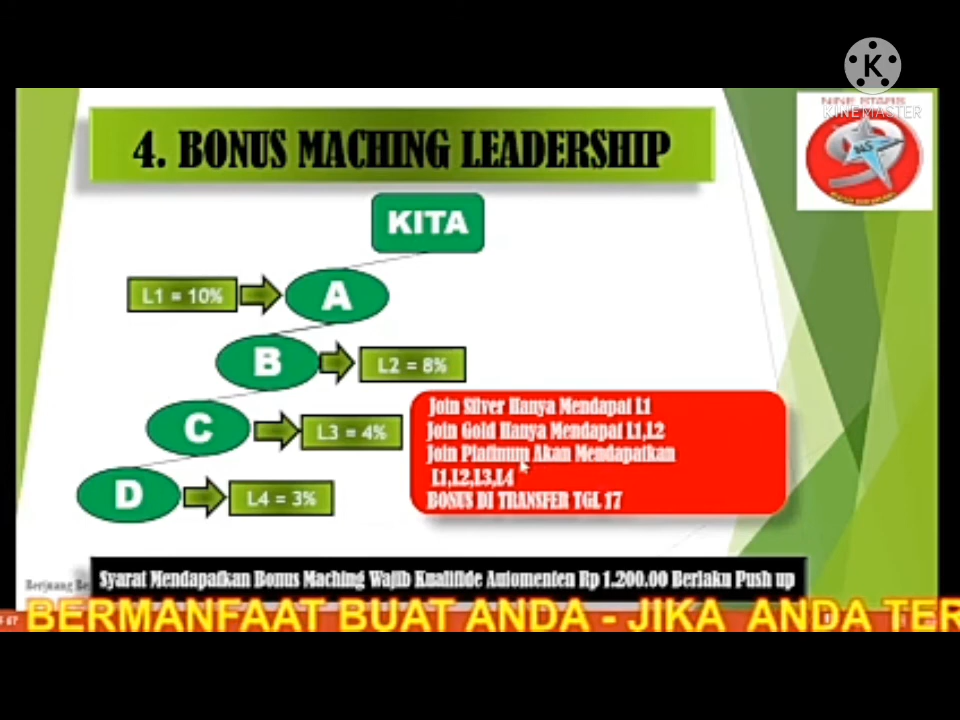 K
KINEMASTER
NINE STARS
4. BONUS MACHING LEADERSHIP
KITA
L1 = 10%
A
B
L2 = 8%
C
L3 = 4%
D
L4 = 3%
Join Silver Hanya Mendapat L1
Join Gold Hanya Mendapat L1,L2
Join Platinum Akan Mendapatkan
L1,L2,L3,L4
BONUS DI TRANSFER TGL 17
Berjuang
Syarat Mendapatkan Bonus Maching Wajib Kualifide Automenten Rp 1.200.00 Berlaku Push up
BERMANFAAT BUAT ANDA - JIKA ANDA TER